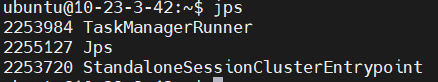 ubuntu@10-23-3-42:~$ jps
2253984 TaskManagerRunner
2255127 Jps
2253720 StandaloneSessionClusterEntrypoint